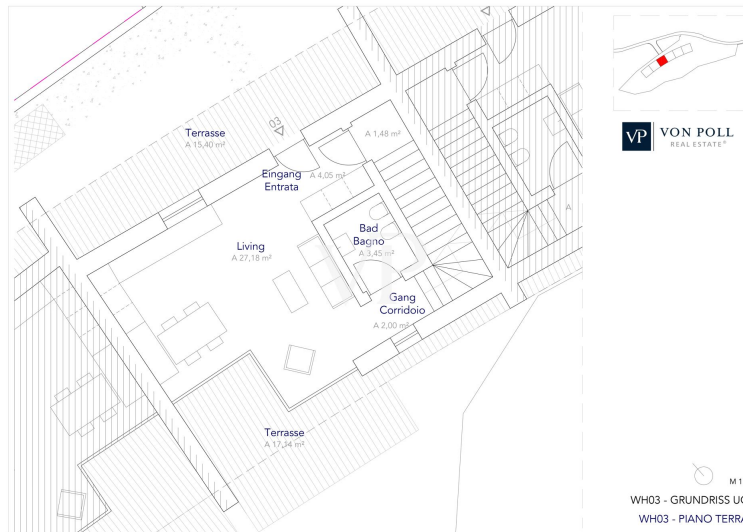 03
Terrasse
A 15,40 m²
A 1,48 m²
Eingang
Entrata
A 4,05 m²
Living
A 27,18 m²
Bad
Bagno
A 3,45 m²
Gang
Corridoio
A 2,00 m²
A
Terrasse
A 17,14 m²
VP VON POLL
REAL ESTATE®
M 1
WH03 - GRUNDRISS UG
WH03 - PIANO TERRA